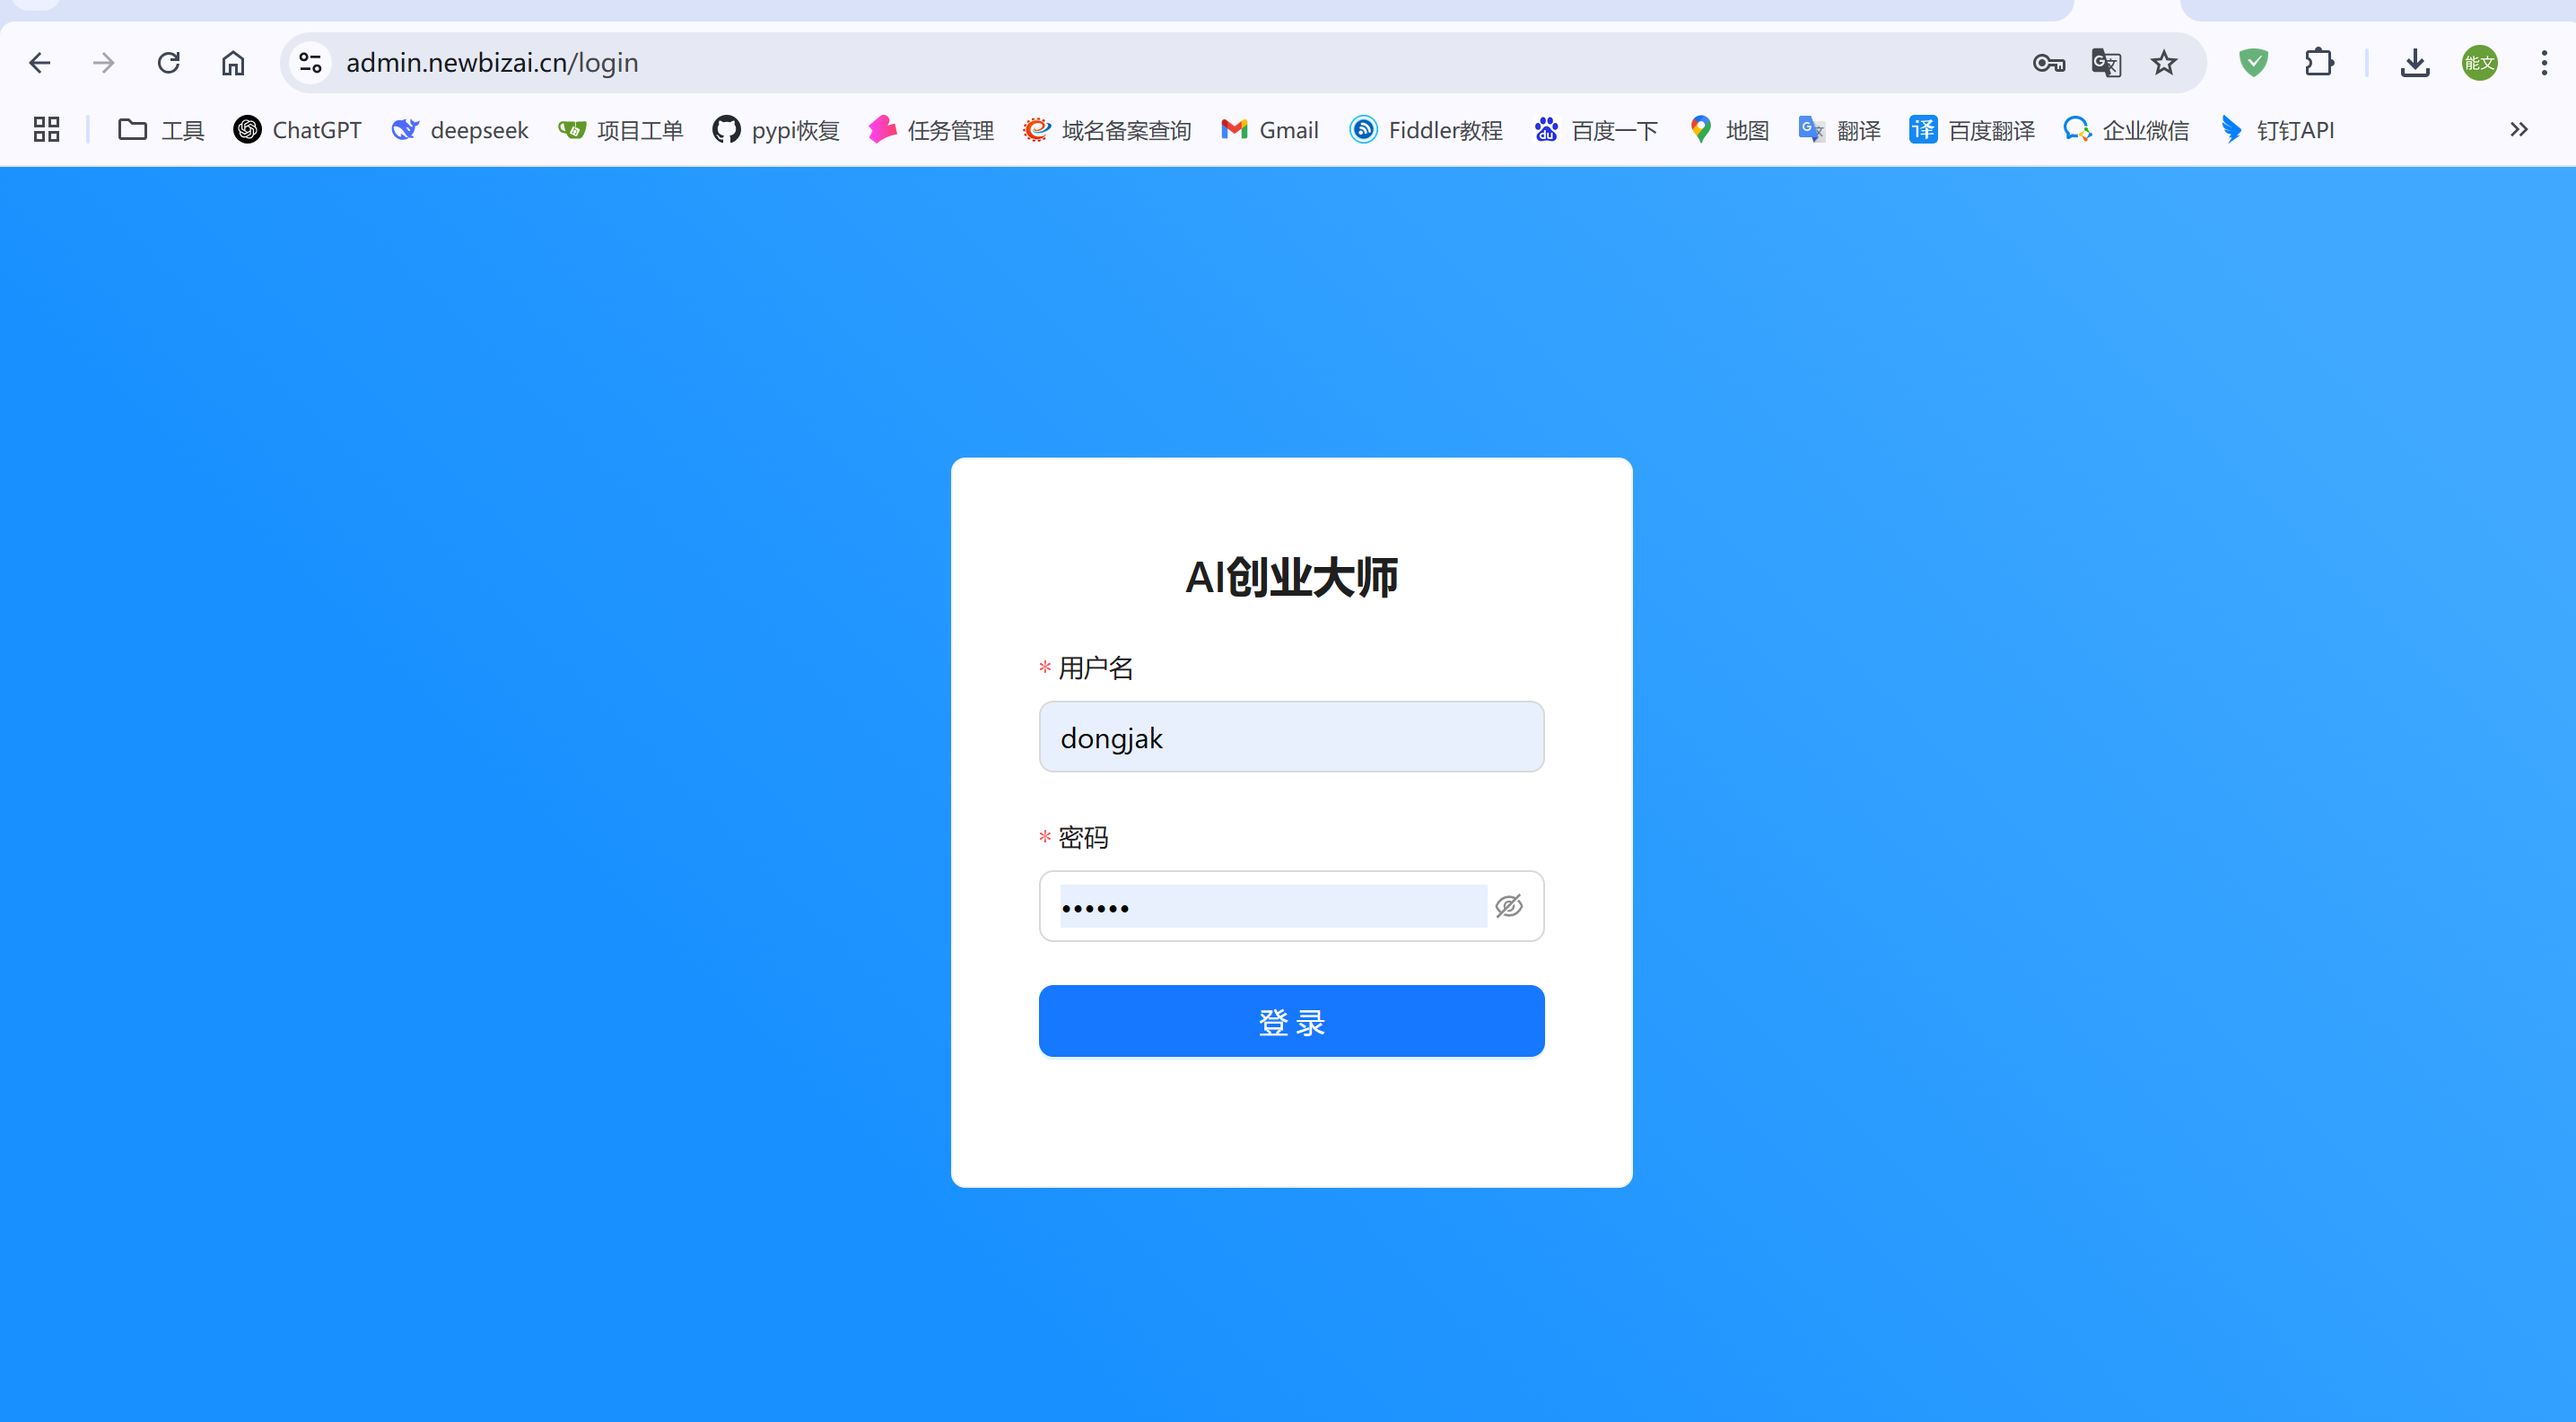 admin.newbizai.cn/login
能文
工具 ChatGPT deepseek 项目工单 pypi恢复 任务管理 域名备案查询 Gmail Fiddler教程 百度一下 地图 翻译 百度翻译 企业微信 钉钉API
AI创业大师
* 用户名
dongjak
* 密码
••••••
登 录